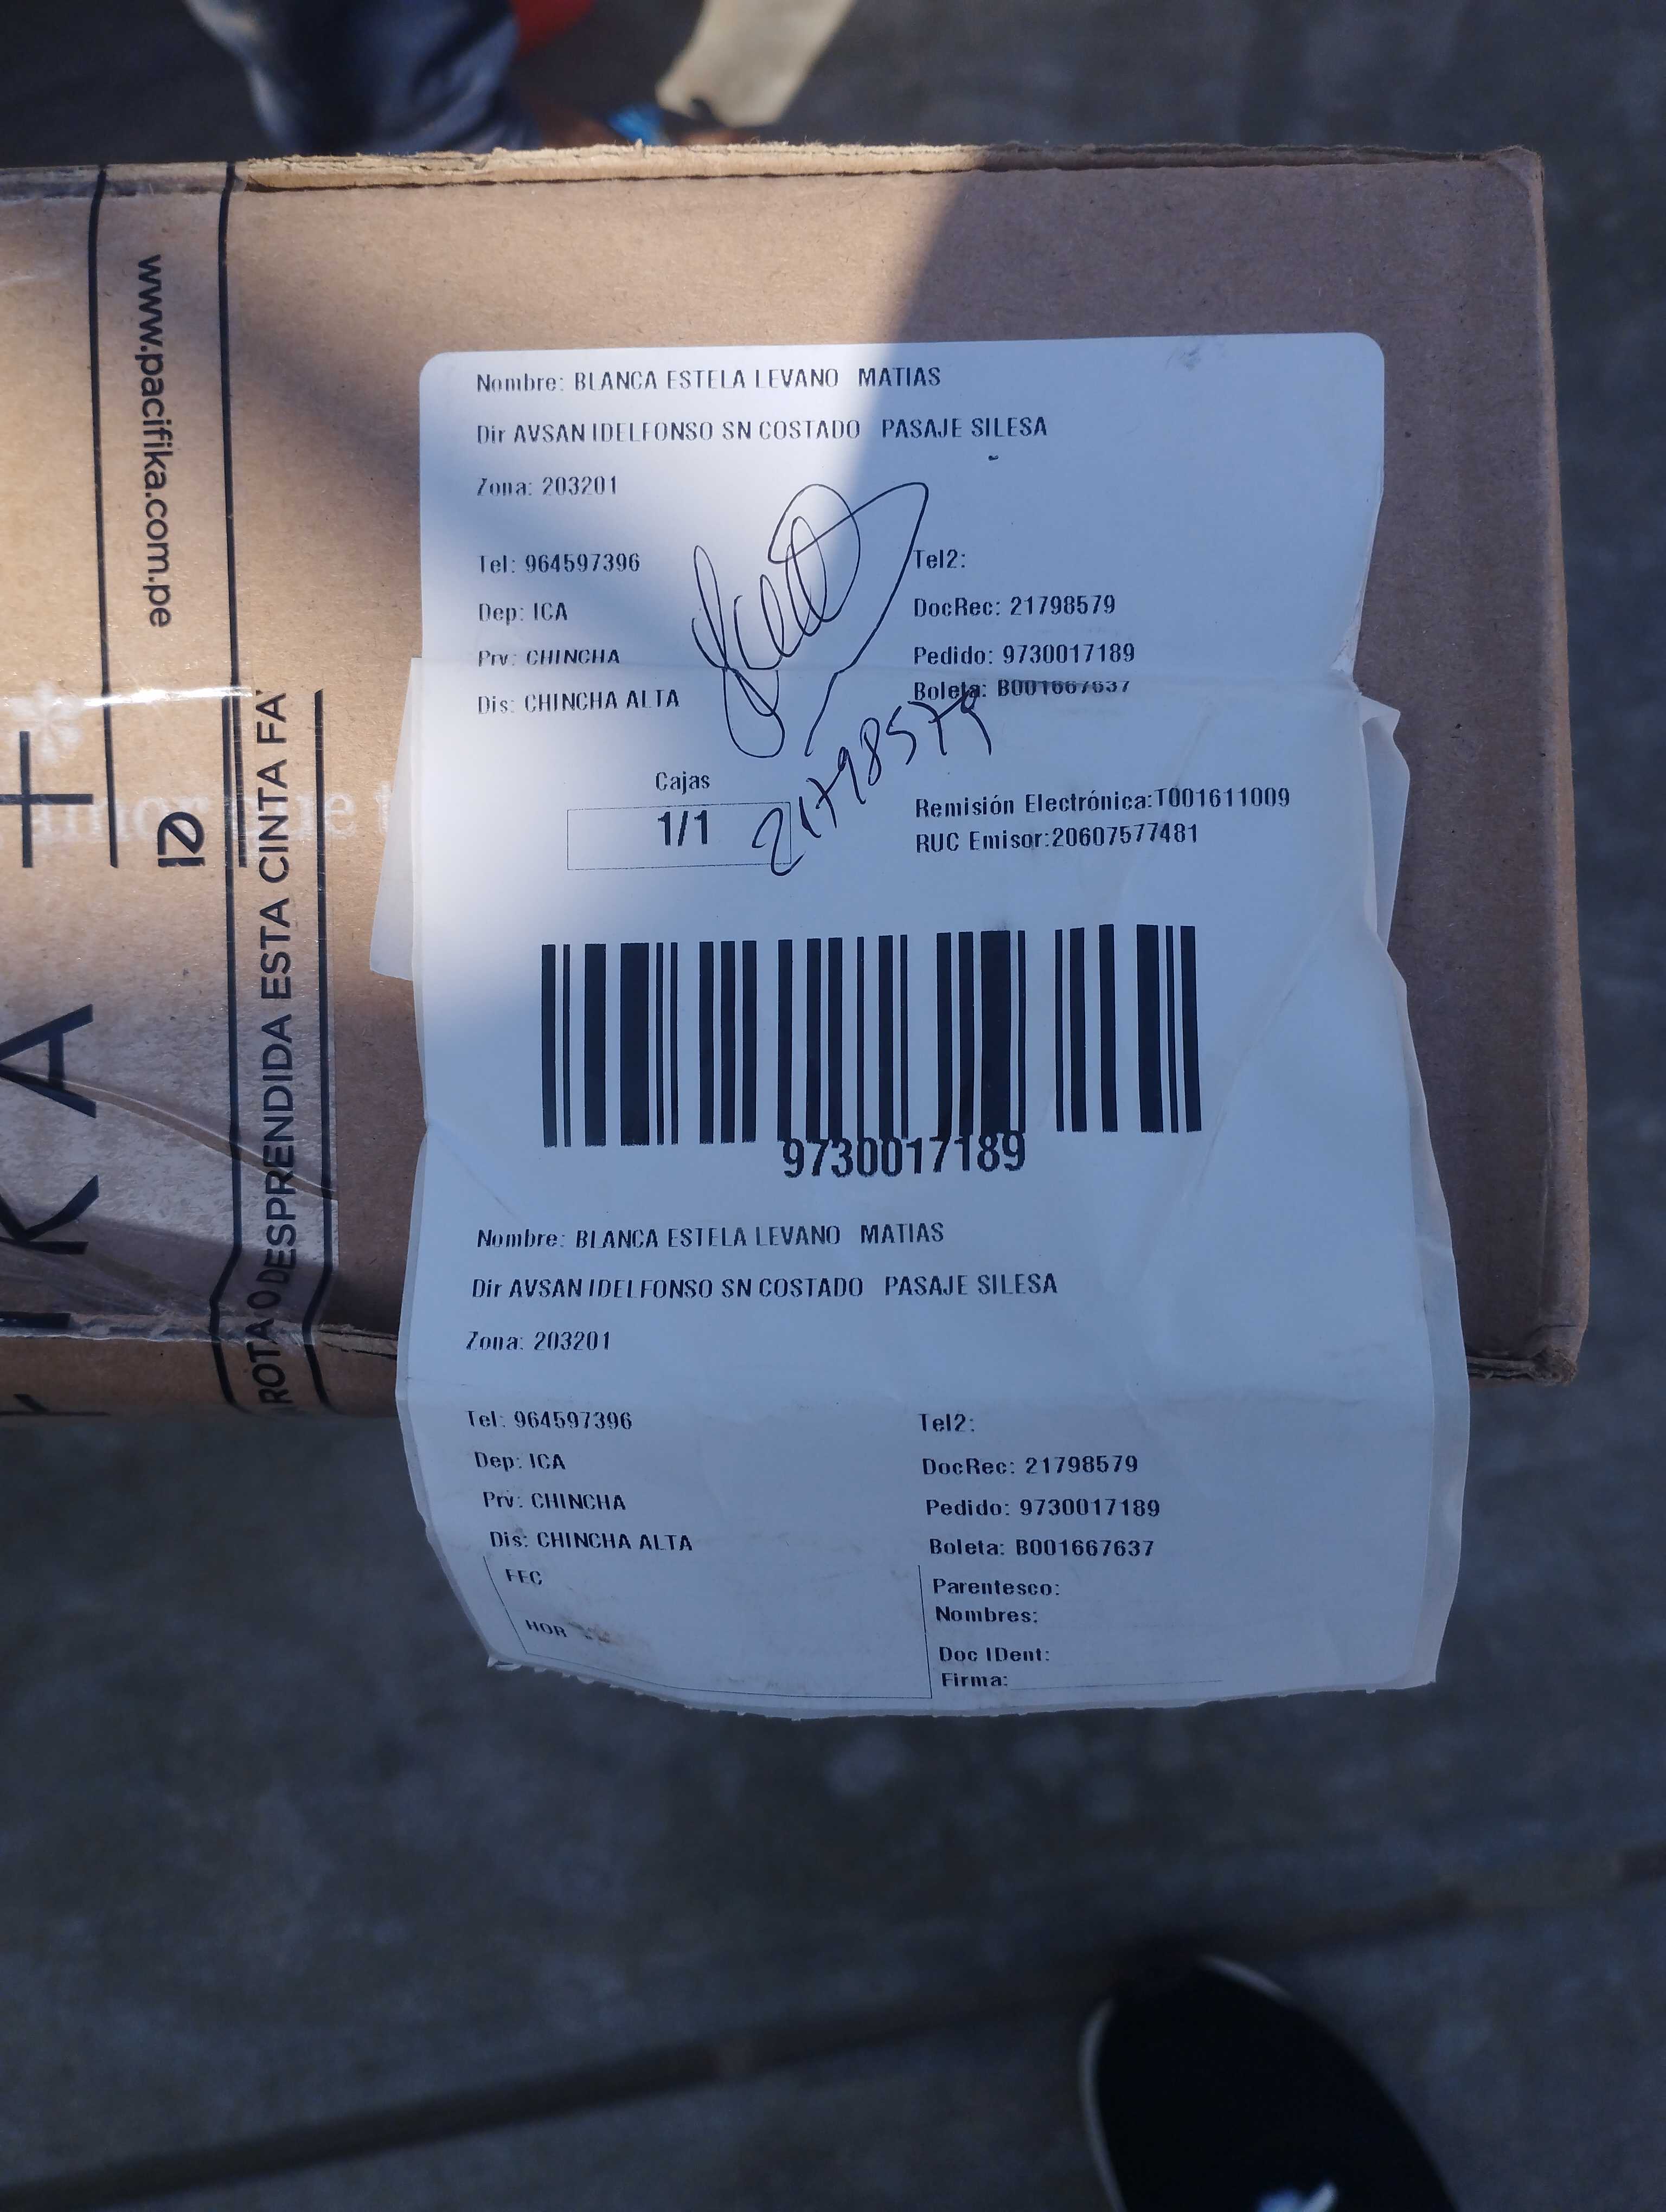 www.pacifika.com.pe
KA
ROTA O DESPRENDIDA ESTA CINTA FA
Nombre: BLANCA ESTELA LEVANO MATIAS
Dir AVSAN IDELFONSO SN COSTADO PASAJE SILESA
Zona: 203201
Tel: 964597396 Tel2:
Dep: ICA DocRec: 21798579
Prv: CHINCHA Pedido: 9730017189
Dis: CHINCHA ALTA Boleta: B001667637
21798579
Cajas
1/1
Remisión Electrónica:T001611009
RUC Emisor:20607577481
9730017189
Nombre: BLANCA ESTELA LEVANO MATIAS
Dir AVSAN IDELFONSO SN COSTADO PASAJE SILESA
Zona: 203201
Tel: 964597396 Tel2:
Dep: ICA DocRec: 21798579
Prv: CHINCHA Pedido: 9730017189
Dis: CHINCHA ALTA Boleta: B001667637
FEC Parentesco:
Nombres:
HOR
Doc IDent:
Firma: